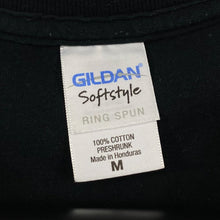 GILDAN
Softstyle
RING SPUN
100% COTTON
PRESHRUNK
Made in Honduras
M